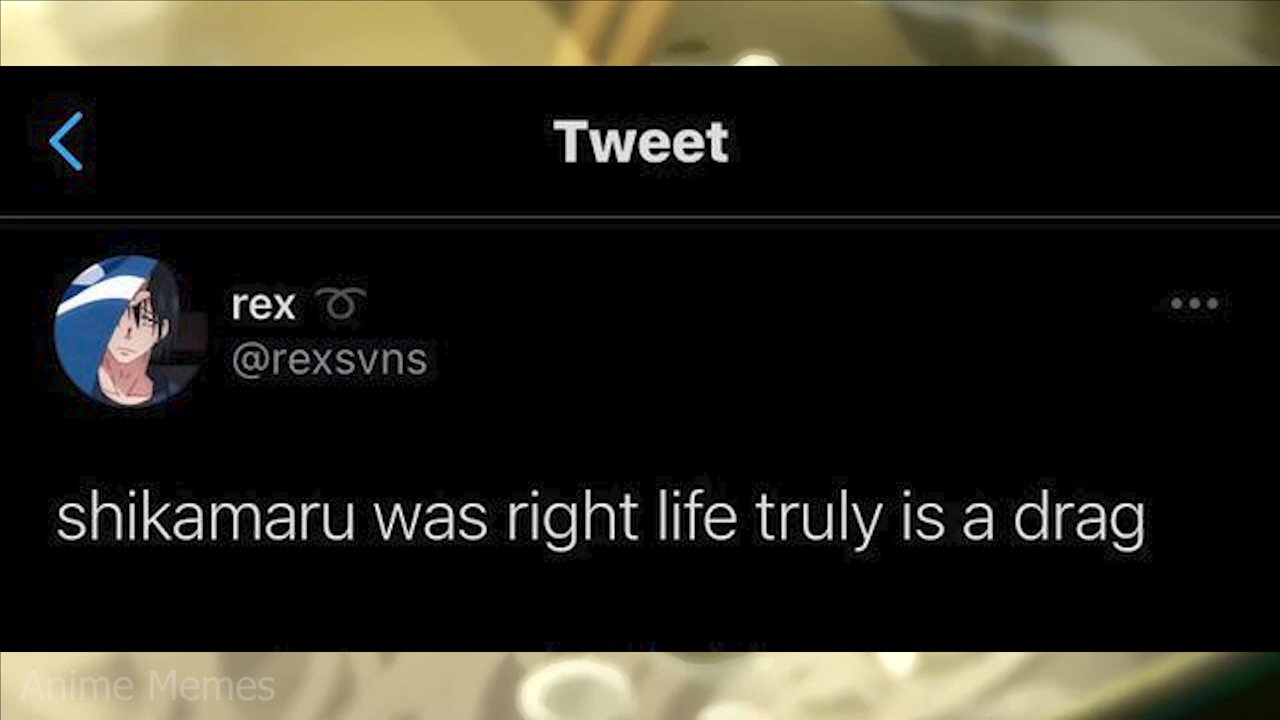 Tweet
rex ➰
@rexsvns
shikamaru was right life truly is a drag
Anime Memes